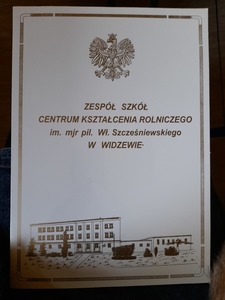 ZESPÓŁ SZKÓŁ
CENTRUM KSZTAŁCENIA ROLNICZEGO
im. mjr pil. Wł. Szcześniewskiego
W WIDZEWIE